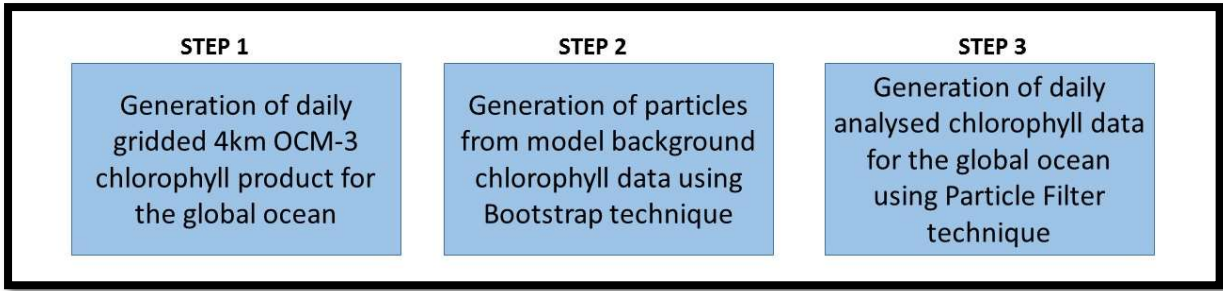 STEP 1
Generation of daily
gridded 4km OCM-3
chlorophyll product for
the global ocean
STEP 2
Generation of particles
from model background
chlorophyll data using
Bootstrap technique
STEP 3
Generation of daily
analysed chlorophyll data
for the global ocean
using Particle Filter
technique